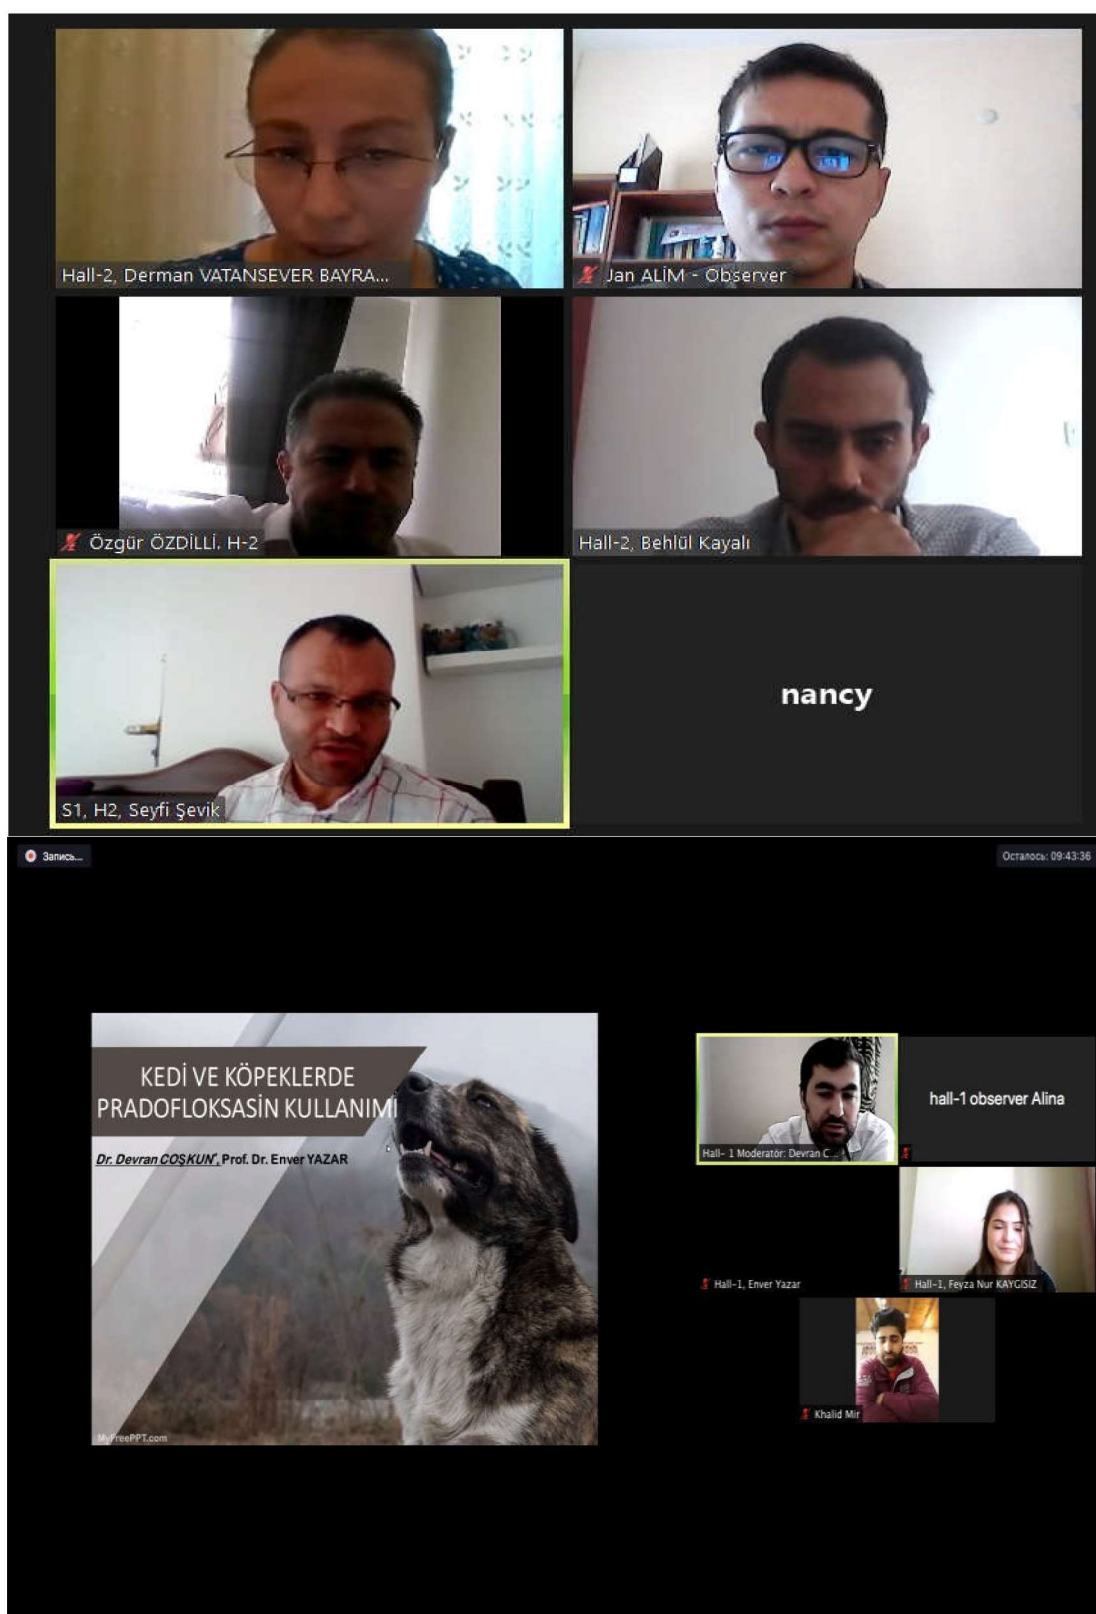 Hall-2, Derman VATANSEVER BAYRA...
Jan ALİM - Observer
Özgür ÖZDİLLİ. H-2
Hall-2, Behlül Kayalı
S1, H2, Seyfi Şevik
nancy
Запись...
Осталось: 09:43:36
KEDİ VE KÖPEKLERDE
PRADOFLOKSASİN KULLANIMI
Dr. Devran COŞKUN*, Prof. Dr. Enver YAZAR
MyFreePPT.com
Hall- 1 Moderatör: Devran C...
hall-1 observer Alina
Hall-1, Enver Yazar
Hall-1, Feyza Nur KAYGISIZ
Khalid Mir